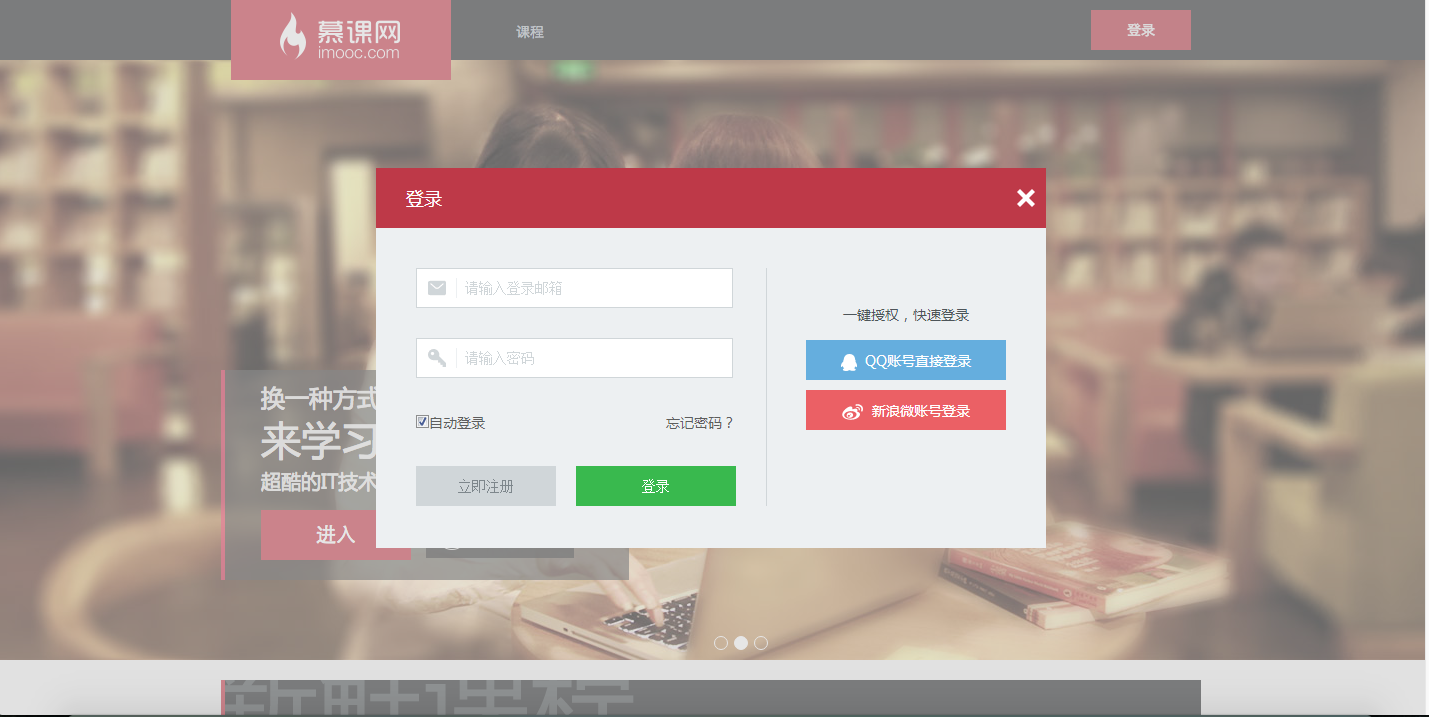 慕课网
imooc.com
课程
登录
登录
请输入登录邮箱
请输入密码
自动登录
忘记密码？
立即注册
登录
一键授权，快速登录
QQ账号直接登录
新浪微账号登录
换一种方式
来学习
超酷的IT技术
进入